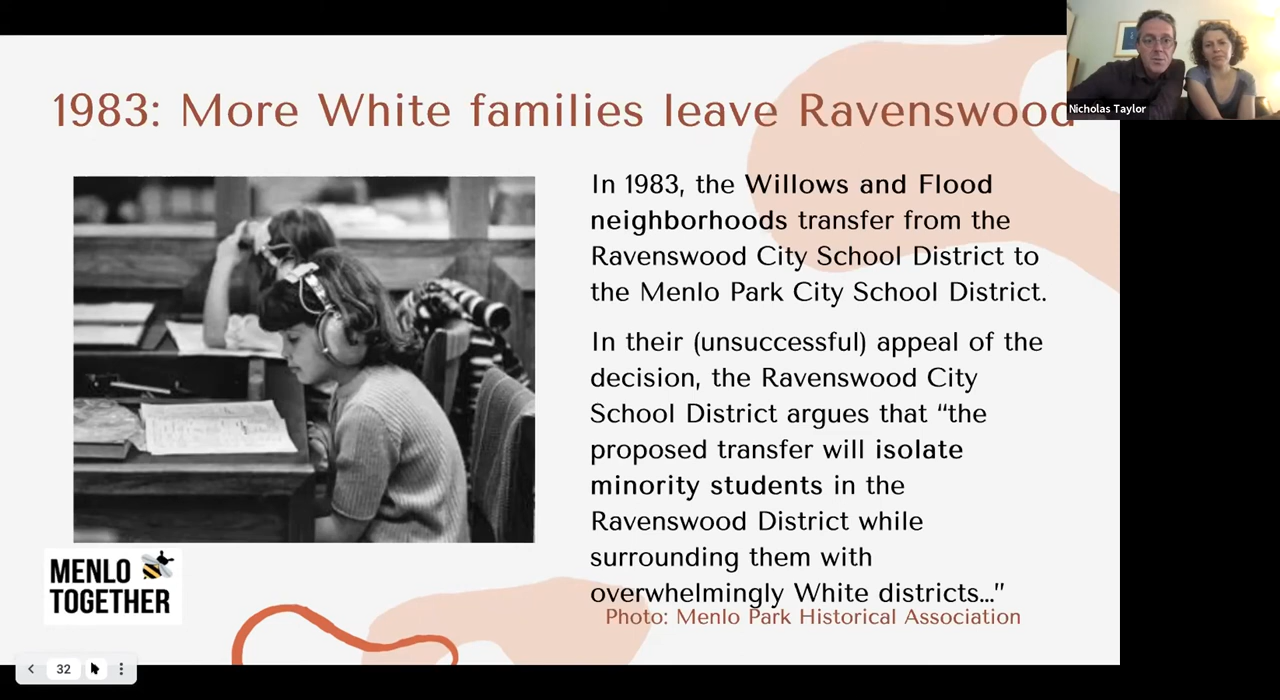 1983: More White families leave Ravenswood
Nicholas Taylor
In 1983, the Willows and Flood
neighborhoods transfer from the
Ravenswood City School District to
the Menlo Park City School District.
In their (unsuccessful) appeal of the
decision, the Ravenswood City
School District argues that “the
proposed transfer will isolate
minority students in the
Ravenswood District while
surrounding them with
overwhelmingly White districts...”
Photo: Menlo Park Historical Association
MENLO
TOGETHER
32